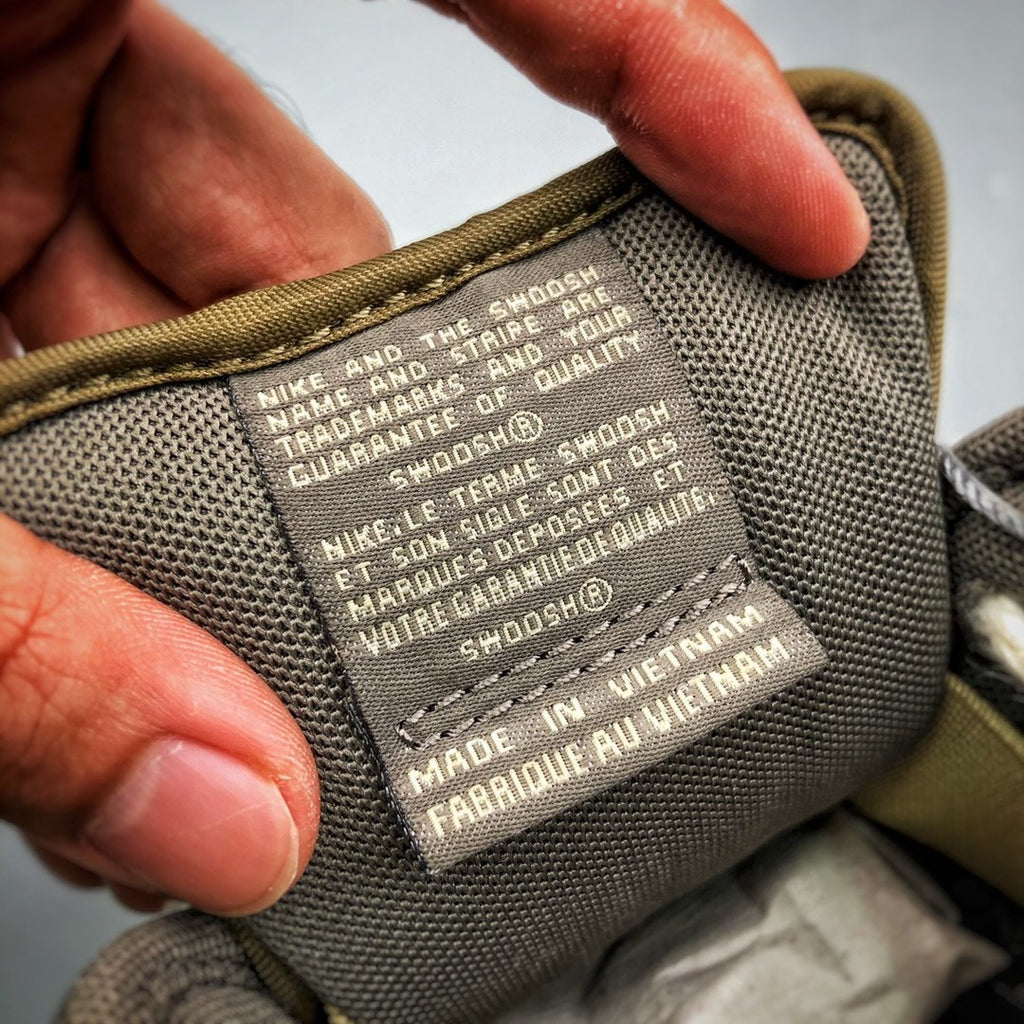 NIKE AND THE SWOOSH
NAME AND STRIPE ARE
TRADEMARKS AND YOUR
GUARANTEE OF QUALITY
SWOOSH®
NIKE, LE TERME SWOOSH
ET SON SIGLE SONT DES
MARQUES DEPOSEES ET
VOTRE GARANTIE DE QUALITE,
SWOOSH®
MADE IN VIETNAM
FABRIQUE AU VIETNAM